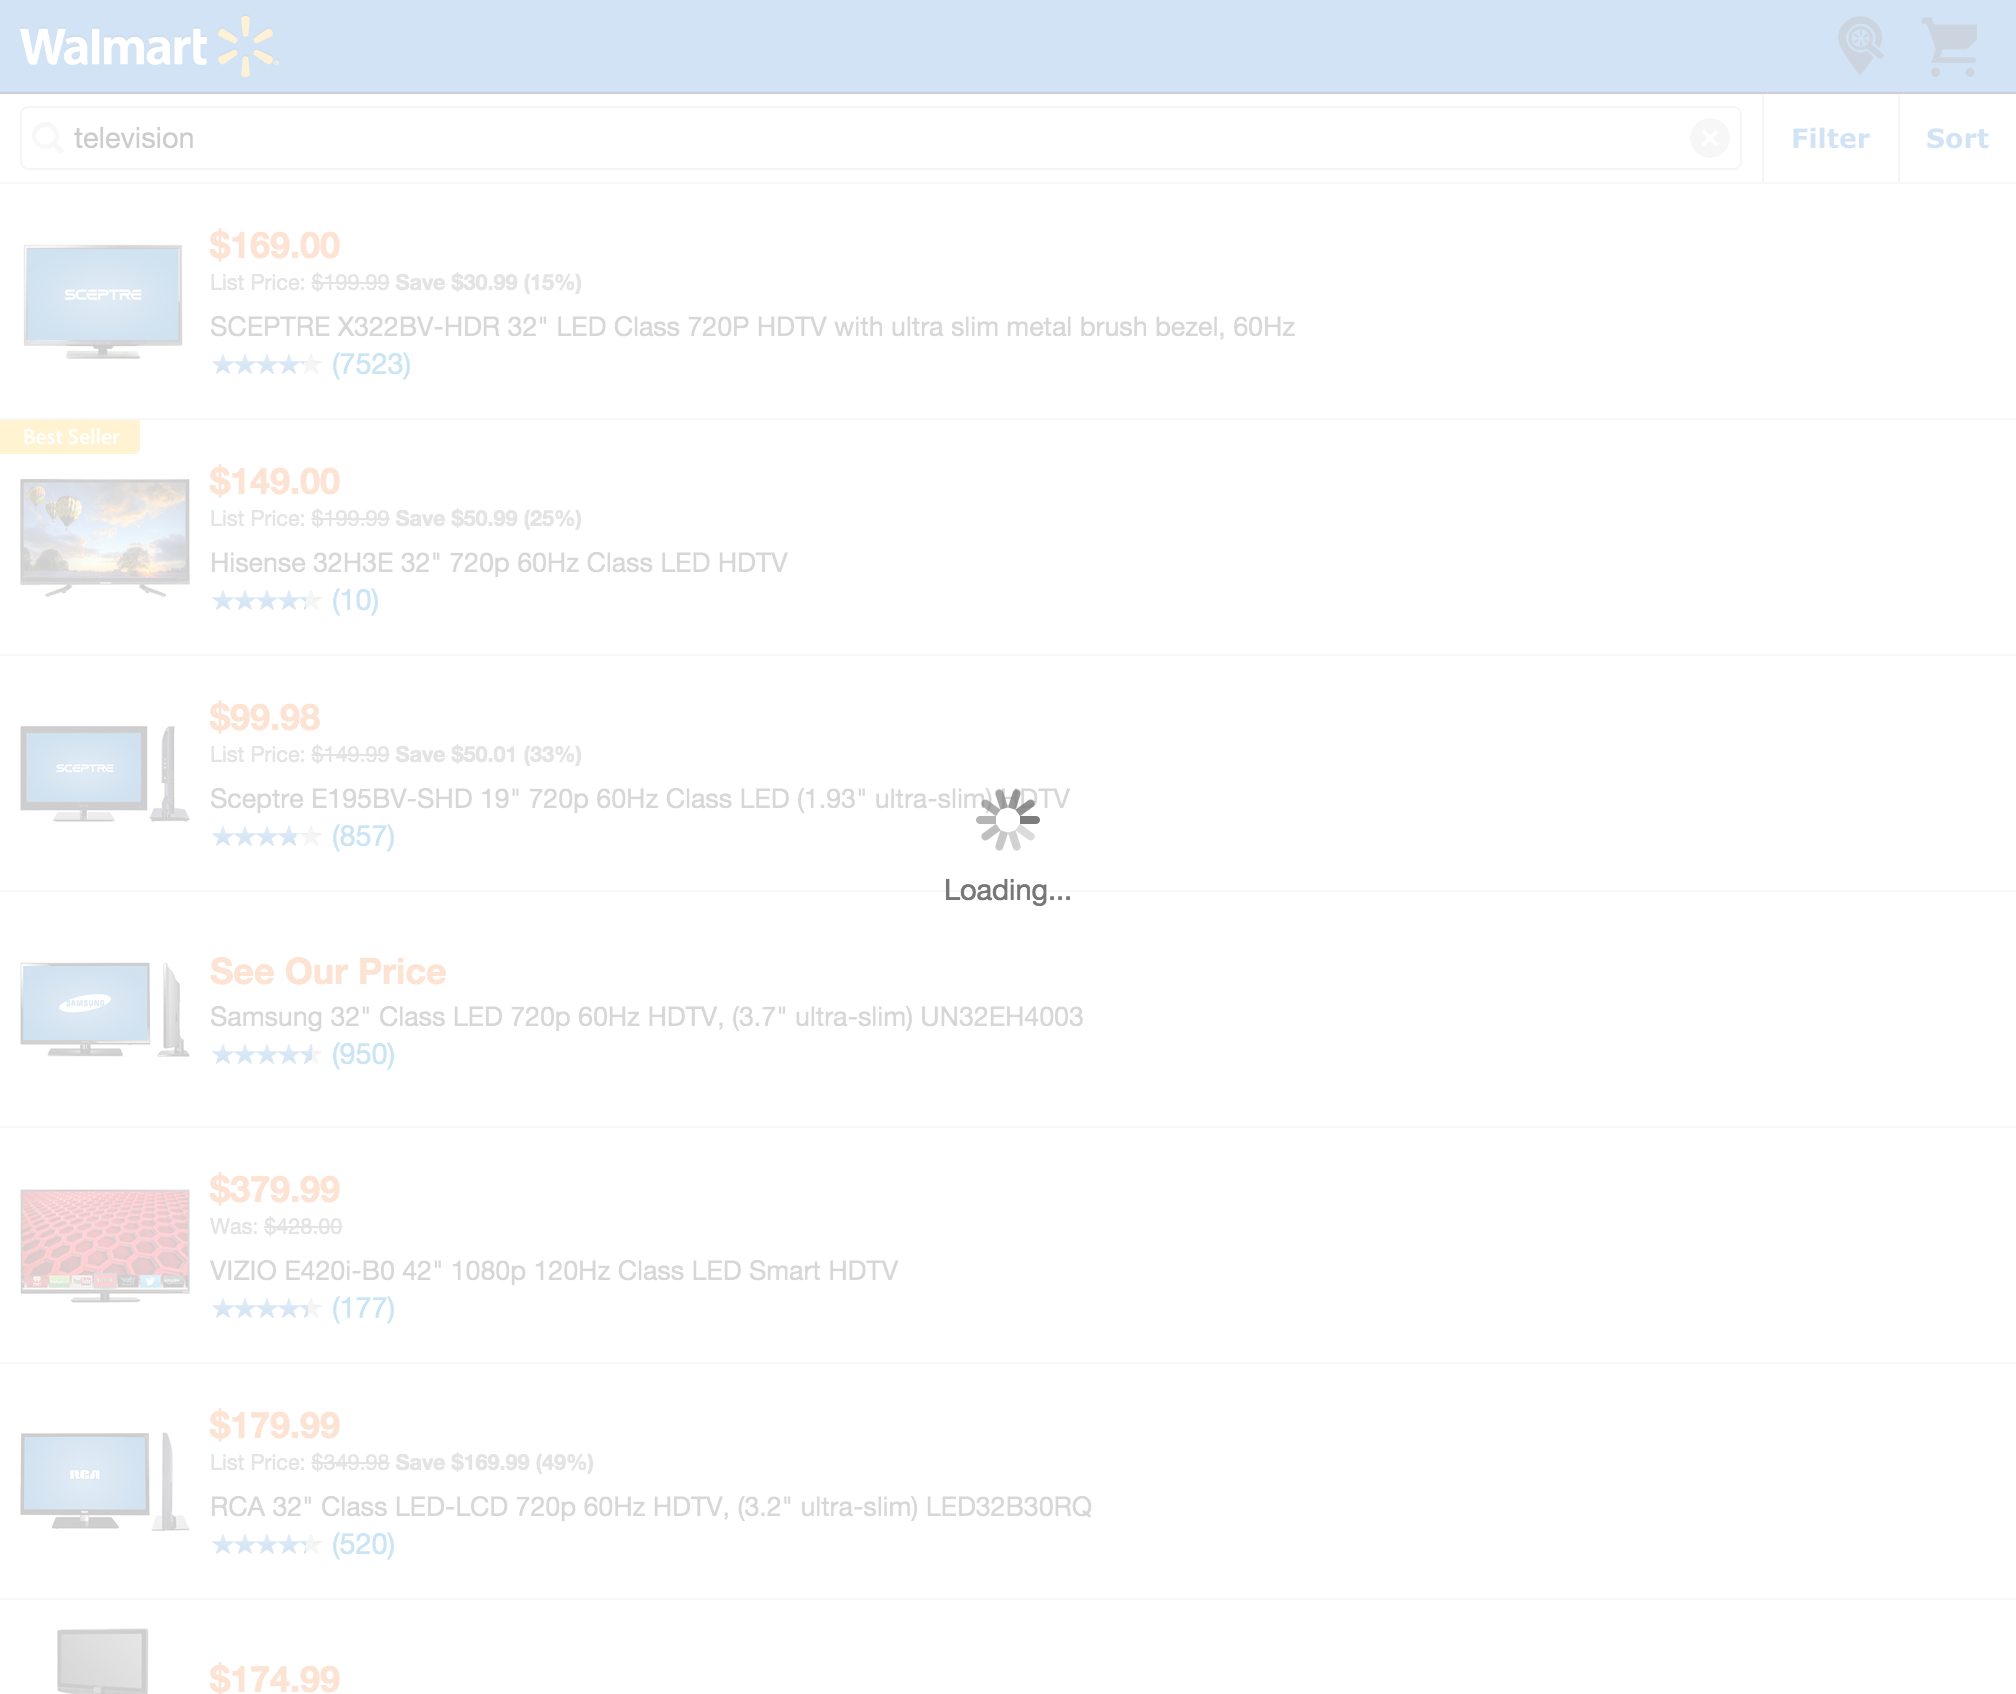 Walmart
television
Filter
Sort
SCEPTRE
$169.00
List Price: $199.99 Save $30.99 (15%)
SCEPTRE X322BV-HDR 32" LED Class 720P HDTV with ultra slim metal brush bezel, 60Hz
(7523)
Best Seller
$149.00
List Price: $199.99 Save $50.99 (25%)
Hisense 32H3E 32" 720p 60Hz Class LED HDTV
(10)
SCEPTRE
$99.98
List Price: $149.99 Save $50.01 (33%)
Sceptre E195BV-SHD 19" 720p 60Hz Class LED (1.93" ultra-slim) HDTV
(857)
Loading...
SAMSUNG
See Our Price
Samsung 32" Class LED 720p 60Hz HDTV, (3.7" ultra-slim) UN32EH4003
(950)
$379.99
Was: $428.00
VIZIO E420i-B0 42" 1080p 120Hz Class LED Smart HDTV
(177)
RCA
$179.99
List Price: $349.98 Save $169.99 (49%)
RCA 32" Class LED-LCD 720p 60Hz HDTV, (3.2" ultra-slim) LED32B30RQ
(520)
$174.99